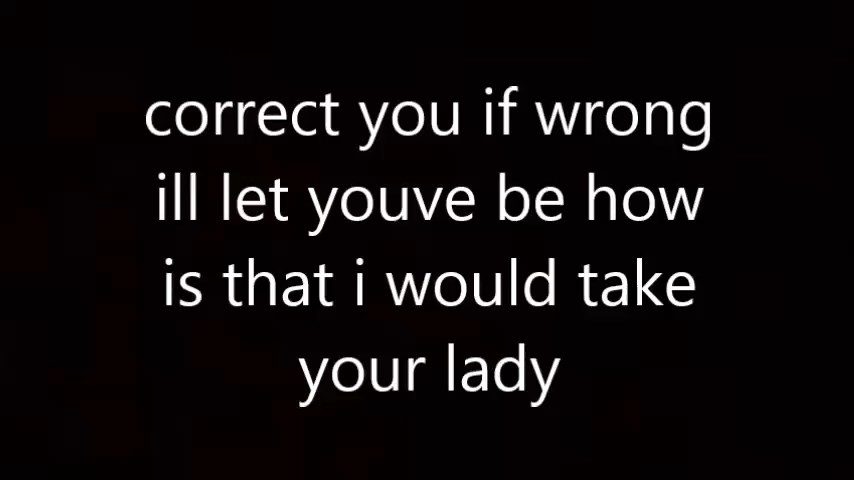 correct you if wrong
ill let youve be how
is that i would take
your lady